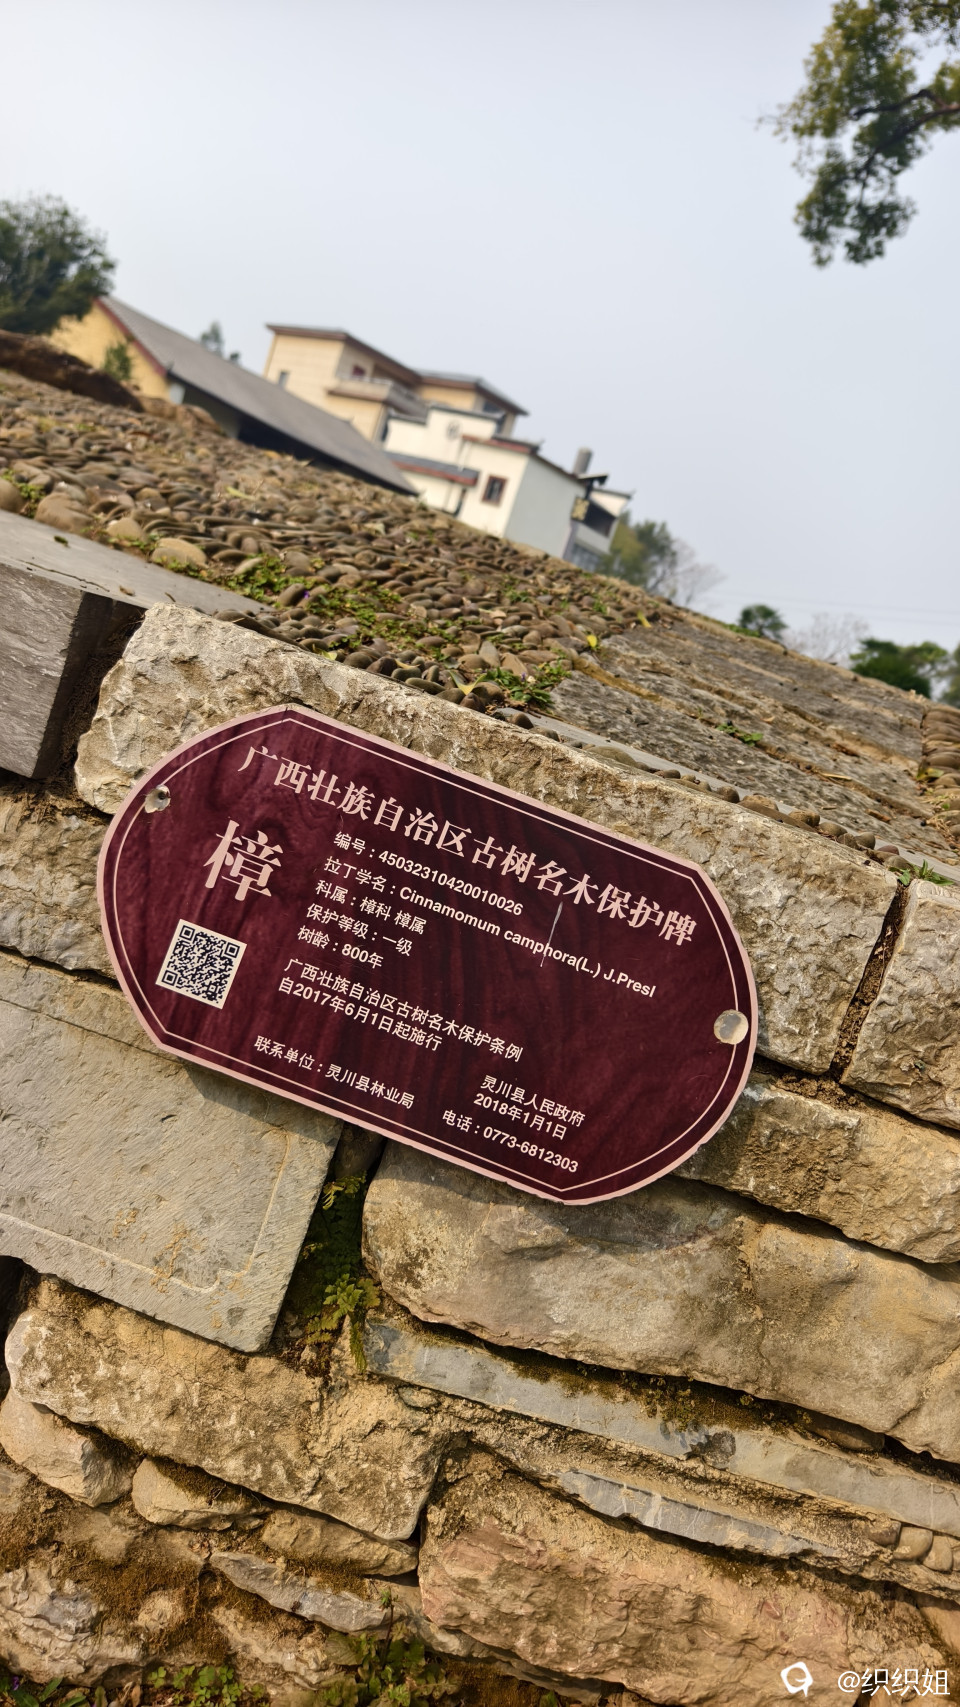 广西壮族自治区古树名木保护牌
樟
编号：45032310420010026
拉丁学名：Cinnamomum camphora(L.) J.Presl
科属：樟科 樟属
保护等级：一级
树龄：800年
广西壮族自治区古树名木保护条例
自2017年6月1日起施行
灵川县人民政府
2018年1月1日
联系单位：灵川县林业局
电话：0773-6812303
@织织姐